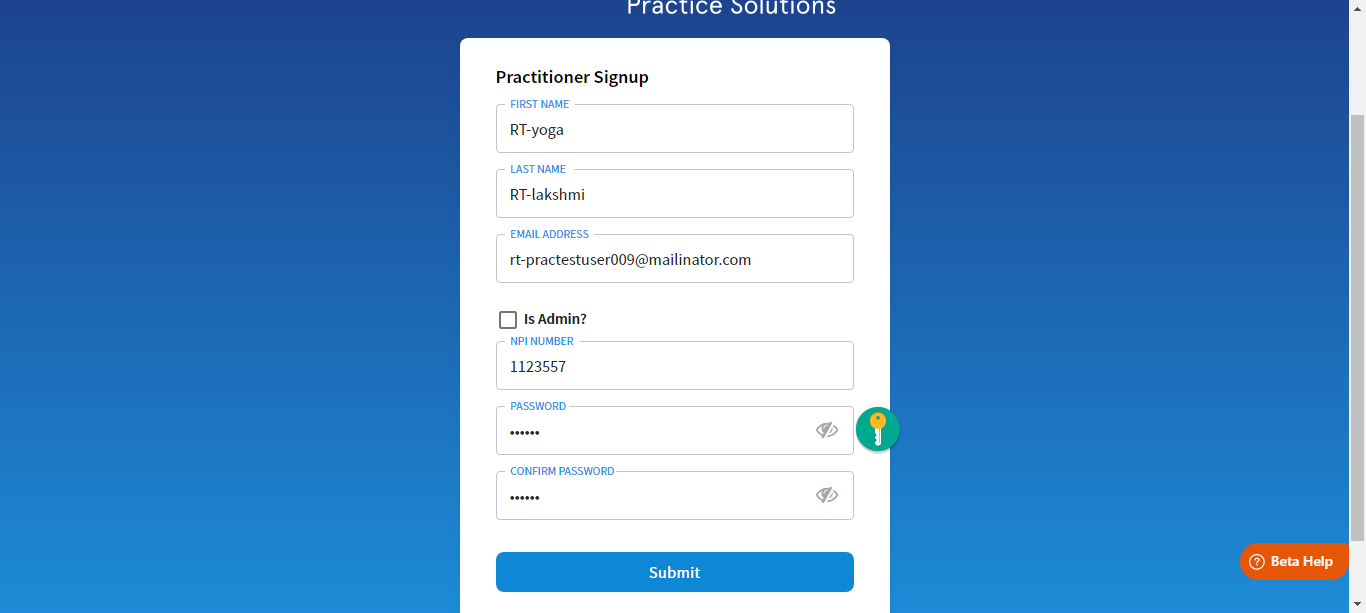 Practice Solutions
Practitioner Signup
FIRST NAME
RT-yoga
LAST NAME
RT-lakshmi
EMAIL ADDRESS
rt-practestuser009@mailinator.com
Is Admin?
NPI NUMBER
1123557
PASSWORD
••••••
CONFIRM PASSWORD
••••••
Submit
? Beta Help